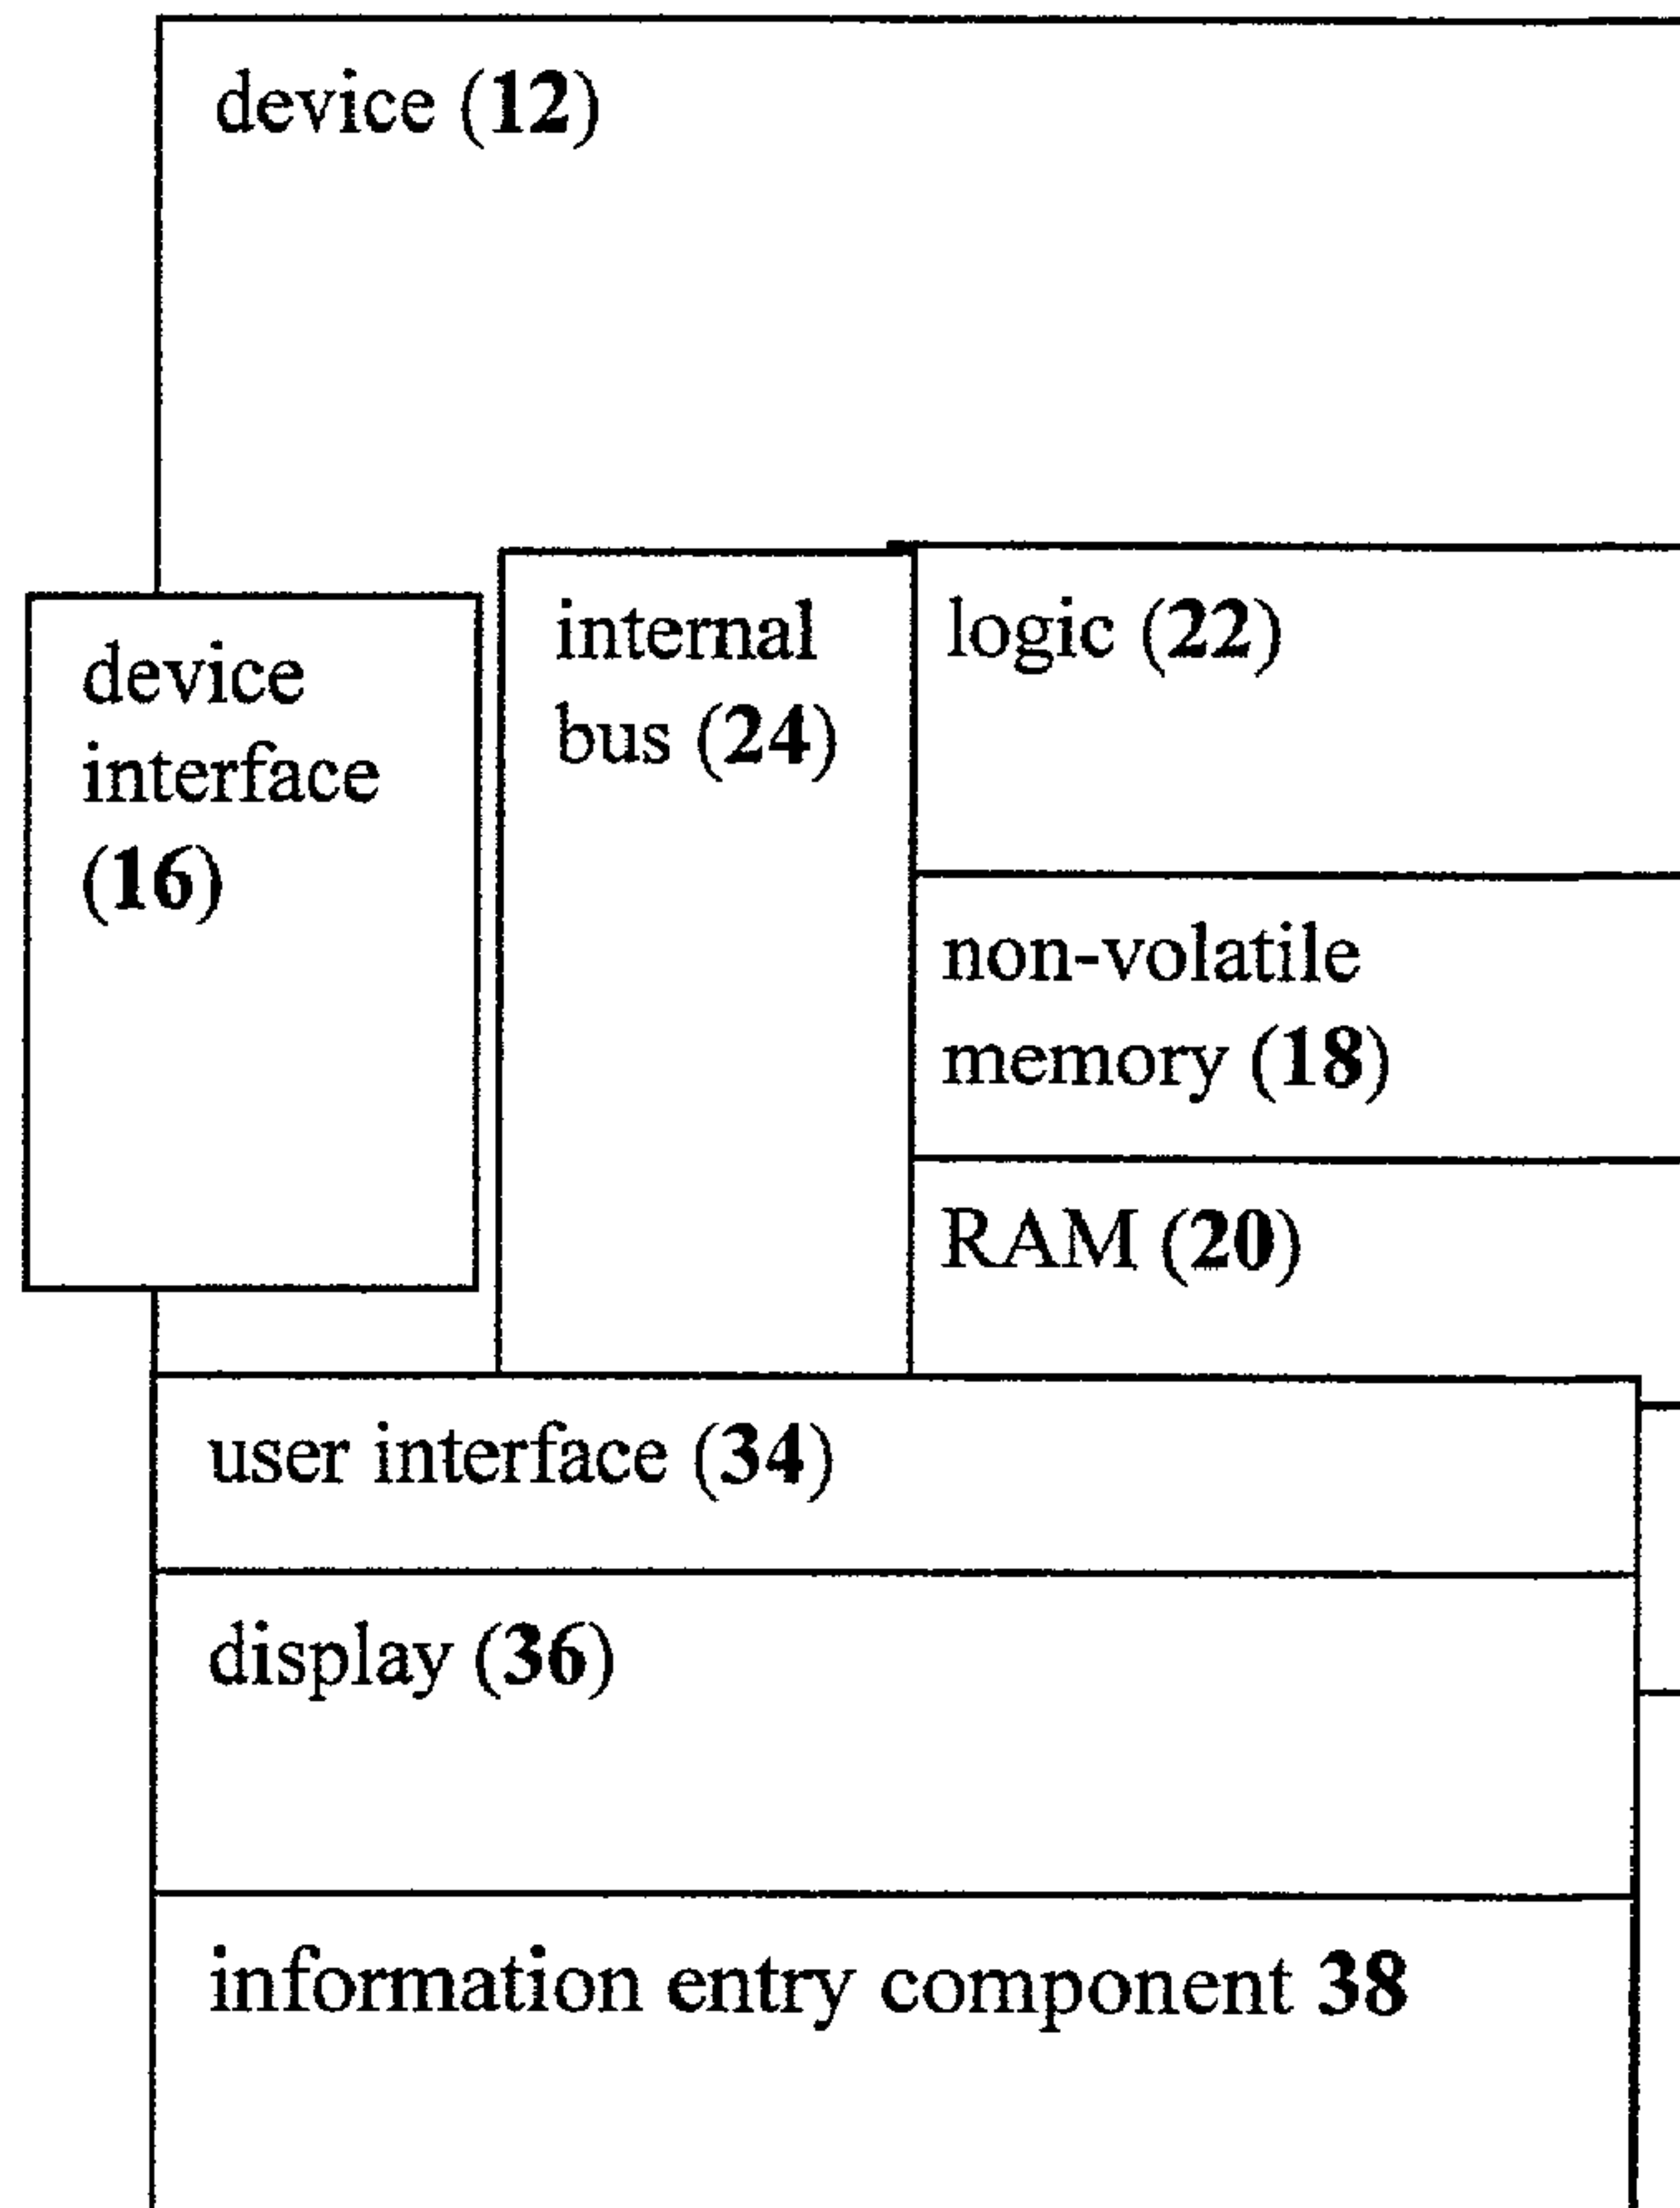 device (12)
device
interface
(16)
internal
bus (24)
logic (22)
non-volatile
memory (18)
RAM (20)
user interface (34)
display (36)
information entry component 38